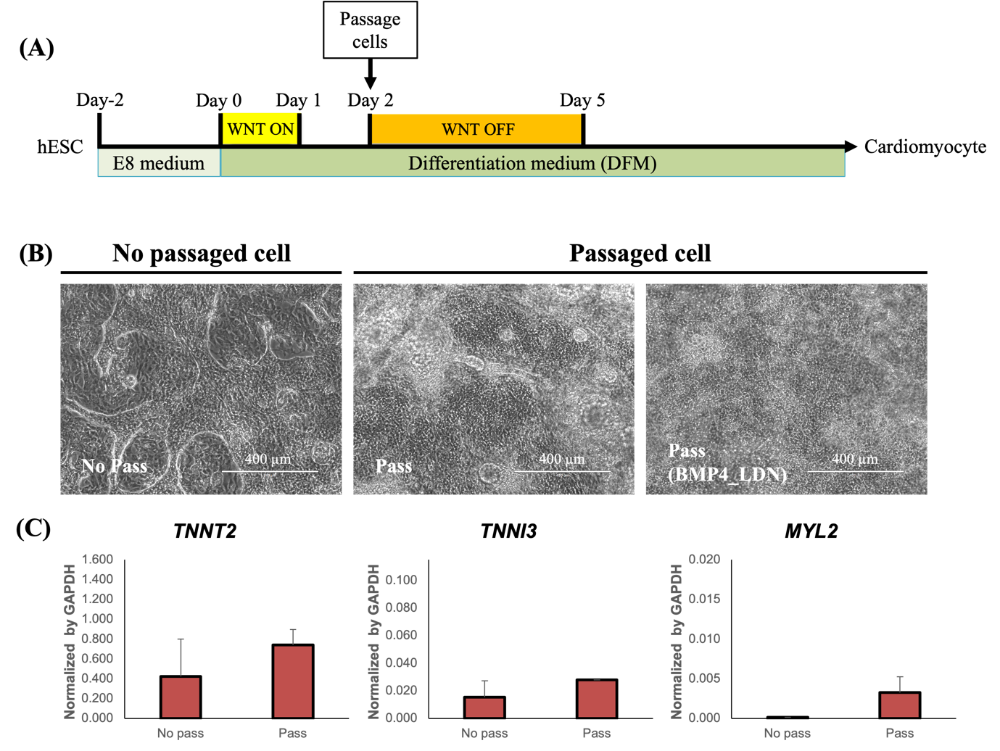 Passage
cells
(A)
Day-2
Day 0
Day 1
Day 2
Day 5
WNT ON
WNT OFF
hESC
Cardiomyocyte
E8 medium
Differentiation medium (DFM)
(B)
No passaged cell
Passaged cell
No Pass
400 µm
Pass
400 µm
Pass
(BMP4_LDN)
400 µm
(C)
TNNT2
Normalized by GAPDH
1.600
1.400
1.200
1.000
0.800
0.600
0.400
0.200
0.000
No pass
Pass
TNNI3
Normalized by GAPDH
0.100
0.080
0.060
0.040
0.020
0.000
No pass
Pass
MYL2
Normalized by GAPDH
0.020
0.015
0.010
0.005
0.000
No pass
Pass